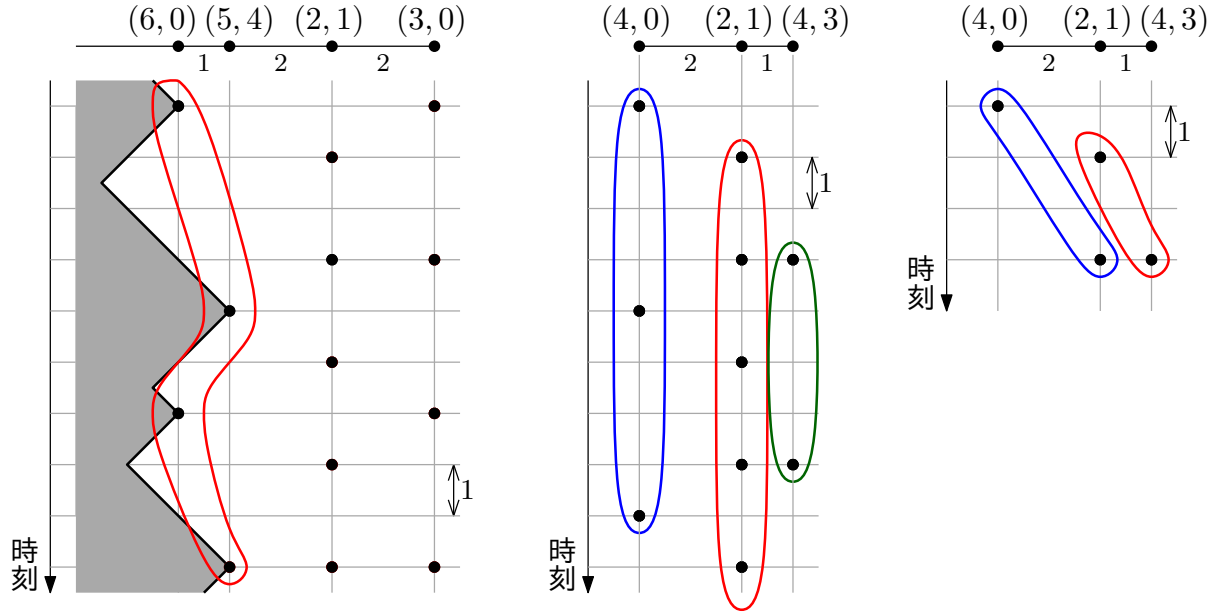 (6, 0) (5, 4) (2, 1) (3, 0)
1 2 2
1
時刻
(4, 0) (2, 1) (4, 3)
2 1
1
時刻
(4, 0) (2, 1) (4, 3)
2 1
1
時刻